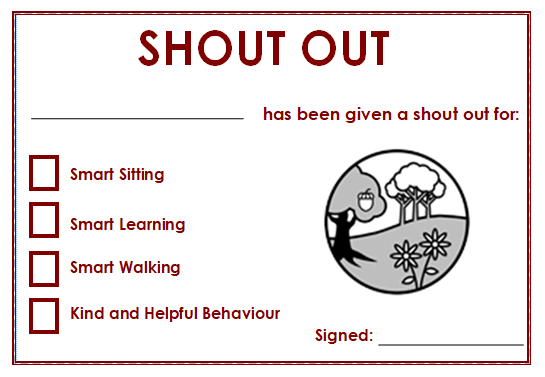 SHOUT OUT
has been given a shout out for:
Smart Sitting
Smart Learning
Smart Walking
Kind and Helpful Behaviour
Signed: